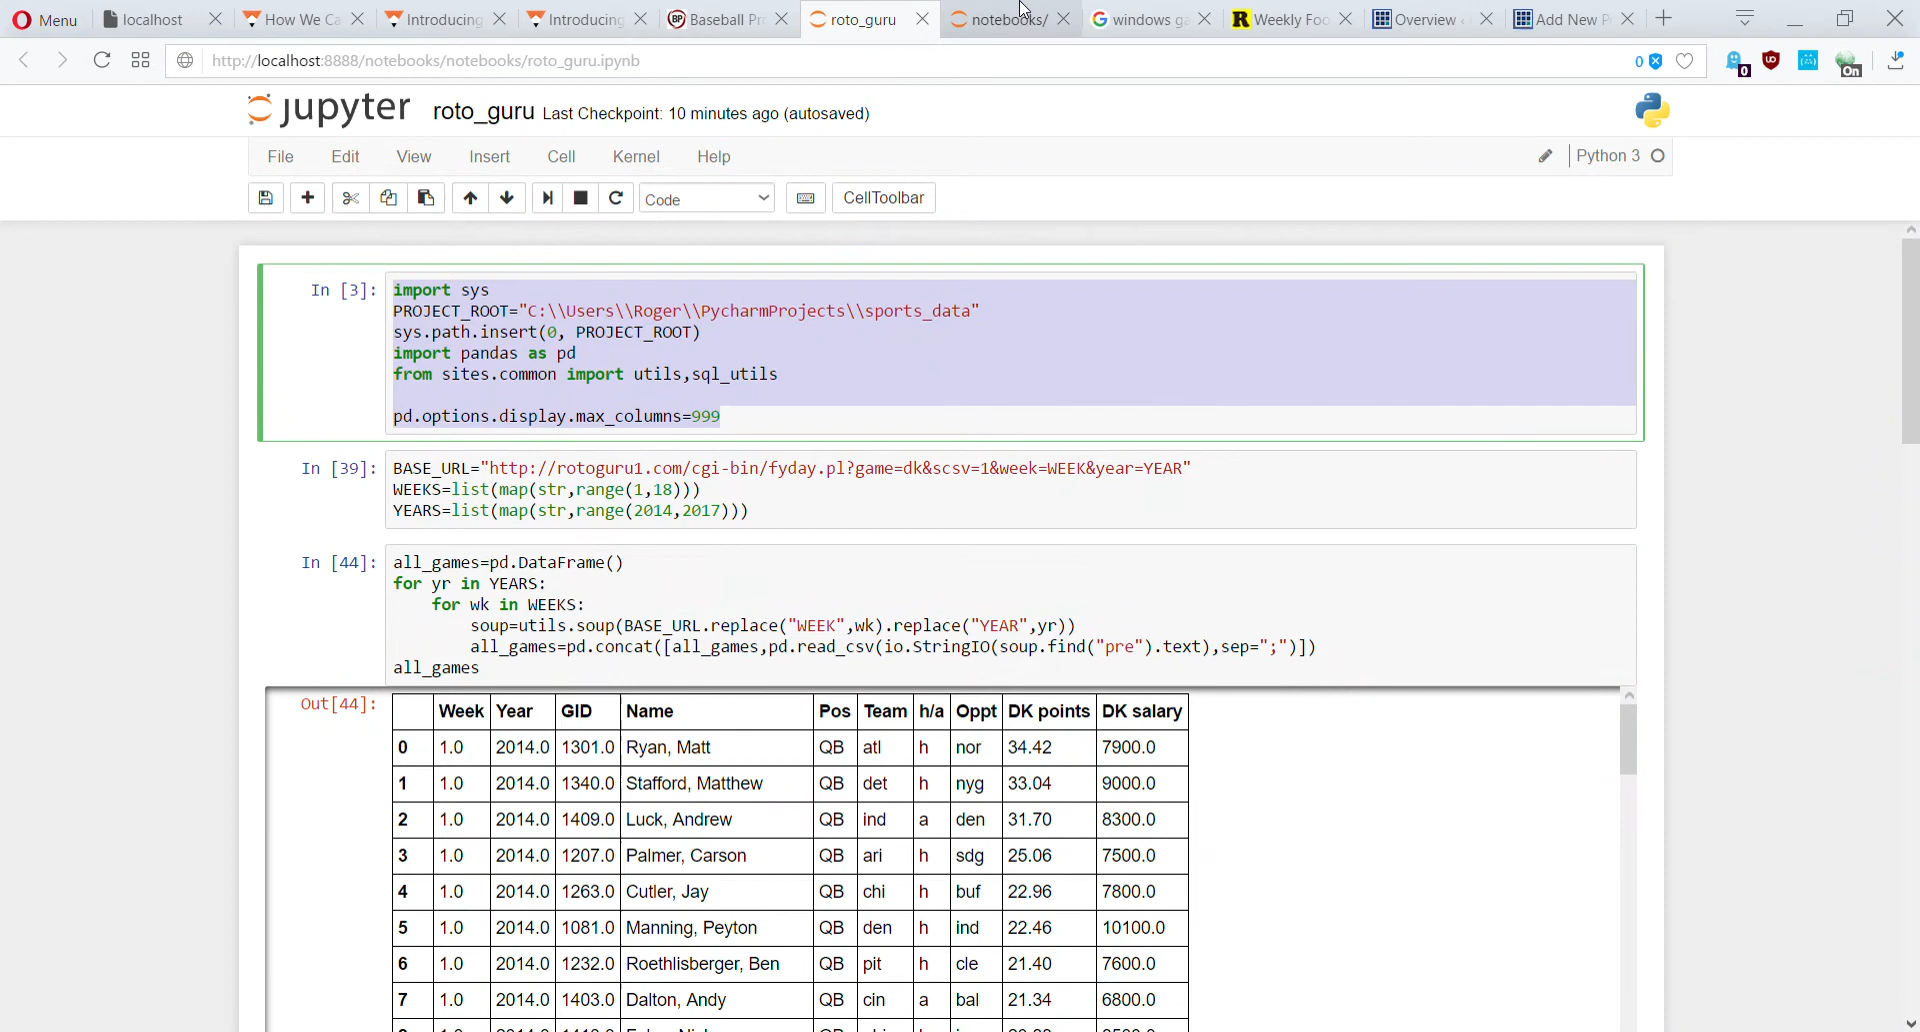 Menu localhost How We Ca Introducing Introducing Baseball Pr roto_guru notebooks/ windows ga Weekly Foo Overview Add New P
http://localhost:8888/notebooks/notebooks/roto_guru.ipynb 0 0 On
jupyter roto_guru Last Checkpoint: 10 minutes ago (autosaved)
File Edit View Insert Cell Kernel Help Python 3
Code CellToolbar
In [3]: import sys
PROJECT_ROOT="C:\\Users\\Roger\\PycharmProjects\\sports_data"
sys.path.insert(0, PROJECT_ROOT)
import pandas as pd
from sites.common import utils,sql_utils
pd.options.display.max_columns=999
In [39]: BASE_URL="http://rotoguru1.com/cgi-bin/fyday.pl?game=dk&scsv=1&week=WEEK&year=YEAR"
WEEKS=list(map(str,range(1,18)))
YEARS=list(map(str,range(2014,2017)))
In [44]: all_games=pd.DataFrame()
for yr in YEARS:
for wk in WEEKS:
soup=utils.soup(BASE_URL.replace("WEEK",wk).replace("YEAR",yr))
all_games=pd.concat([all_games,pd.read_csv(io.StringIO(soup.find("pre").text),sep=";")])
all_games
Out[44]: Week Year GID Name Pos Team h/a Oppt DK points DK salary
0 1.0 2014.0 1301.0 Ryan, Matt QB atl h nor 34.42 7900.0
1 1.0 2014.0 1340.0 Stafford, Matthew QB det h nyg 33.04 9000.0
2 1.0 2014.0 1409.0 Luck, Andrew QB ind a den 31.70 8300.0
3 1.0 2014.0 1207.0 Palmer, Carson QB ari h sdg 25.06 7500.0
4 1.0 2014.0 1263.0 Cutler, Jay QB chi h buf 22.96 7800.0
5 1.0 2014.0 1081.0 Manning, Peyton QB den h ind 22.46 10100.0
6 1.0 2014.0 1232.0 Roethlisberger, Ben QB pit h cle 21.40 7600.0
7 1.0 2014.0 1403.0 Dalton, Andy QB cin a bal 21.34 6800.0